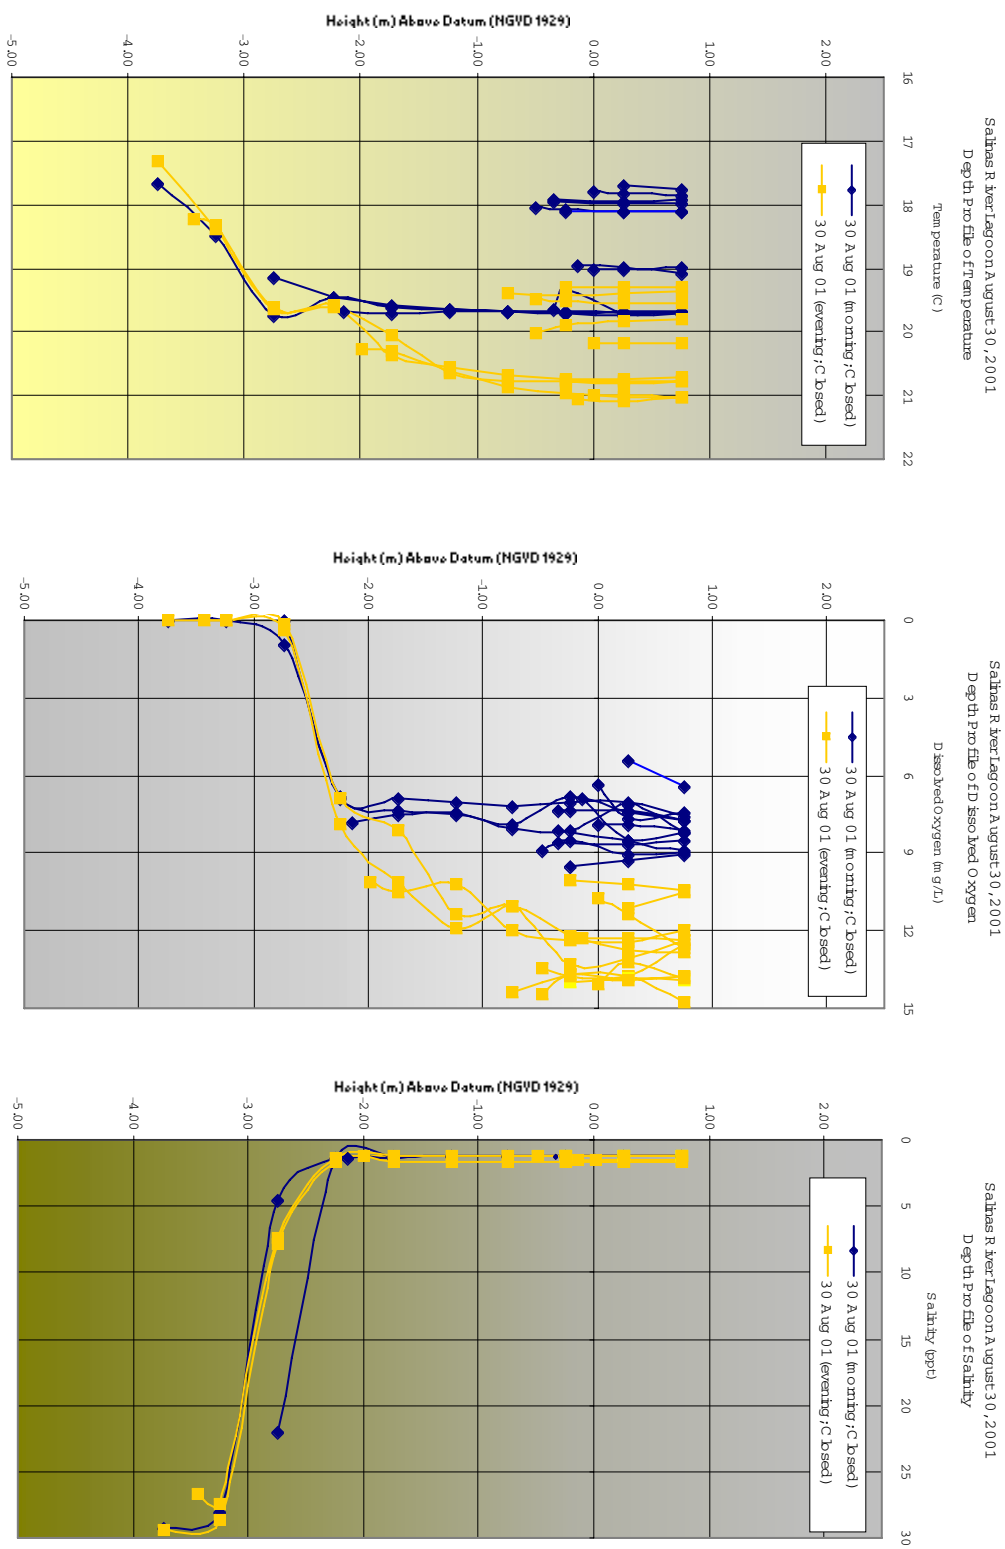 Salinas River Lagoon August 30, 2001
Depth Profile of Temperature
Temperature (C)
16
17
18
19
20
21
22
2.00
1.00
0.00
-1.00
-2.00
-3.00
-4.00
-5.00
Height (m) Above Datum (NGVD 1929)
30 Aug 01 (morning; Closed)
30 Aug 01 (evening; Closed)
Salinas River Lagoon August 30, 2001
Depth Profile of Dissolved Oxygen
Dissolved Oxygen (mg/L)
0
3
6
9
12
15
2.00
1.00
0.00
-1.00
-2.00
-3.00
-4.00
-5.00
Height (m) Above Datum (NGVD 1929)
30 Aug 01 (morning; Closed)
30 Aug 01 (evening; Closed)
Salinas River Lagoon August 30, 2001
Depth Profile of Salinity
Salinity (ppt)
0
5
10
15
20
25
30
2.00
1.00
0.00
-1.00
-2.00
-3.00
-4.00
-5.00
Height (m) Above Datum (NGVD 1929)
30 Aug 01 (morning; Closed)
30 Aug 01 (evening; Closed)